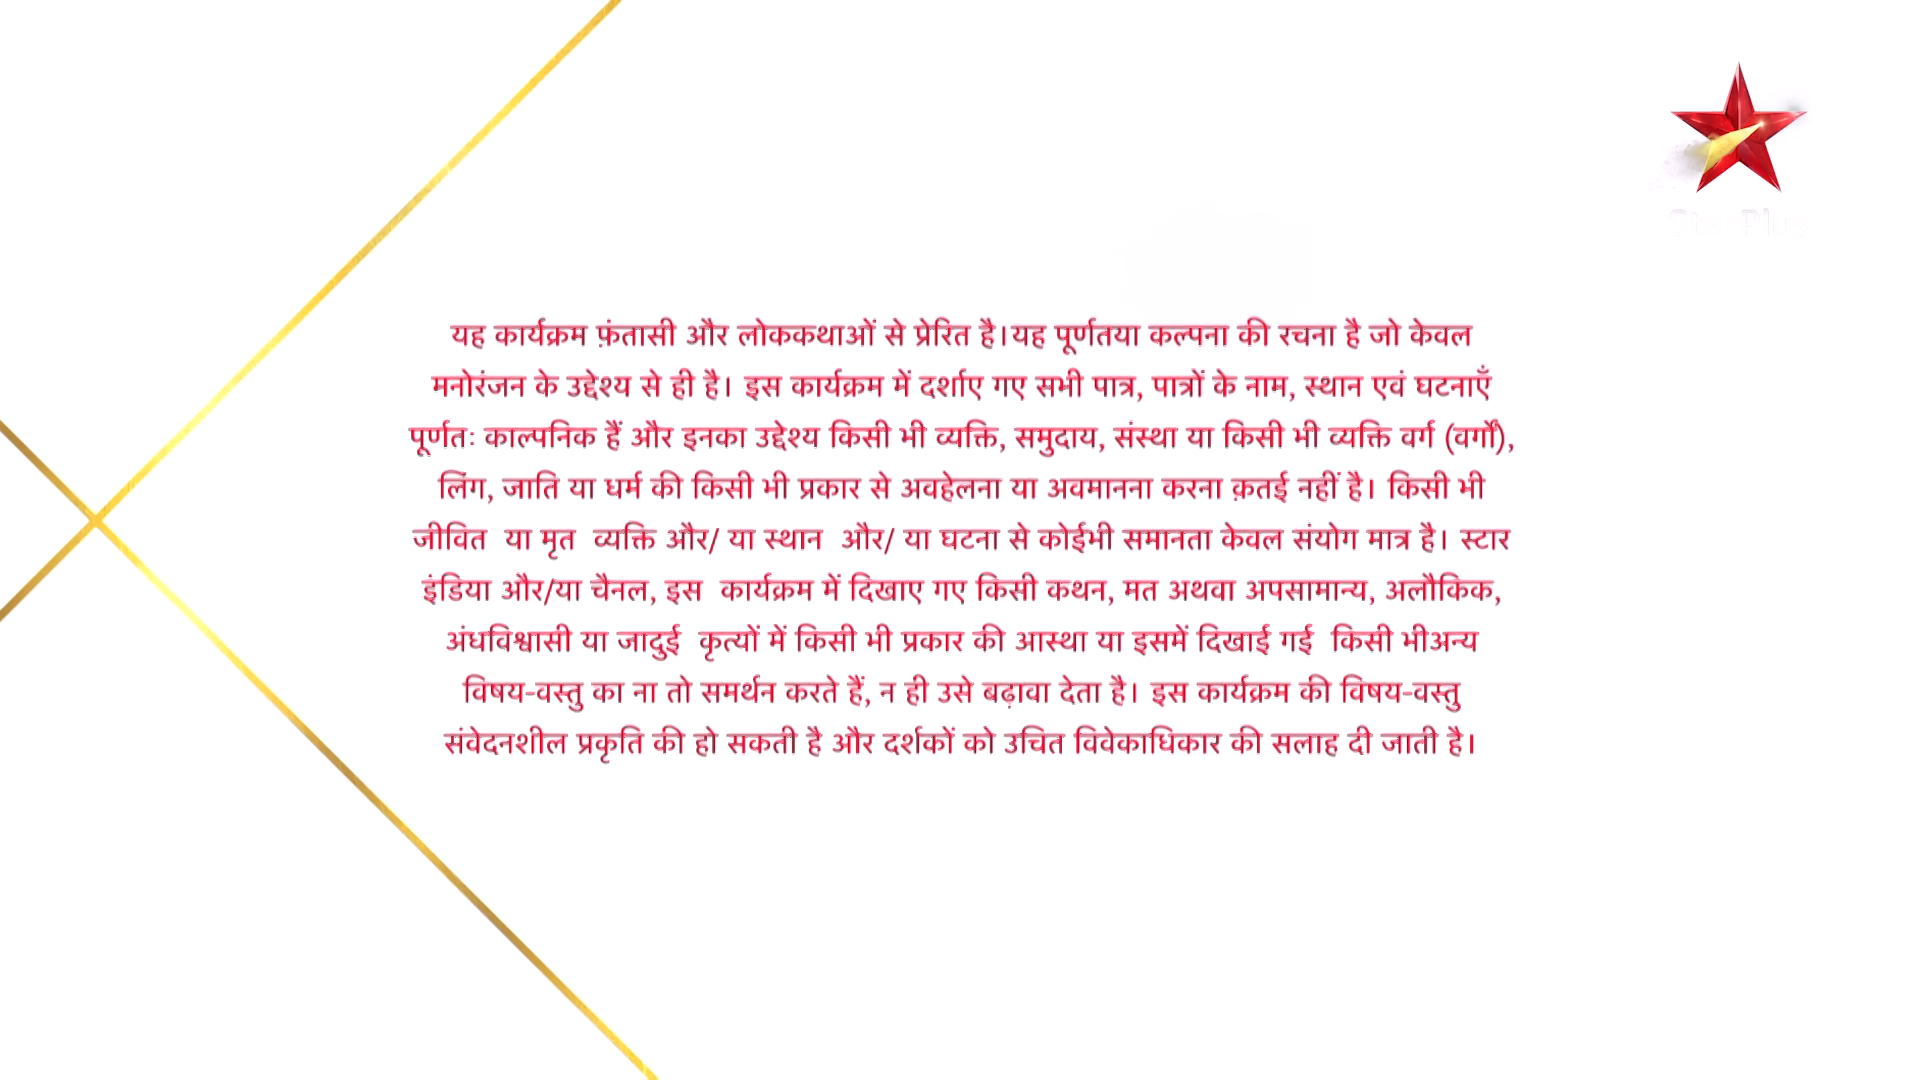 यह कार्यक्रम फ़ंतासी और लोककथाओं से प्रेरित है।यह पूर्णतया कल्पना की रचना है जो केवल
मनोरंजन के उद्देश्य से ही है। इस कार्यक्रम में दर्शाए गए सभी पात्र, पात्रों के नाम, स्थान एवं घटनाएँ
पूर्णतः काल्पनिक हैं और इनका उद्देश्य किसी भी व्यक्ति, समुदाय, संस्था या किसी भी व्यक्ति वर्ग (वर्गों),
लिंग, जाति या धर्म की किसी भी प्रकार से अवहेलना या अवमानना करना क़तई नहीं है। किसी भी
जीवित या मृत व्यक्ति और/ या स्थान और/ या घटना से कोईभी समानता केवल संयोग मात्र है। स्टार
इंडिया और/या चैनल, इस कार्यक्रम में दिखाए गए किसी कथन, मत अथवा अपसामान्य, अलौकिक,
अंधविश्वासी या जादुई कृत्यों में किसी भी प्रकार की आस्था या इसमें दिखाई गई किसी भीअन्य
विषय-वस्तु का ना तो समर्थन करते हैं, न ही उसे बढ़ावा देता है। इस कार्यक्रम की विषय-वस्तु
संवेदनशील प्रकृति की हो सकती है और दर्शकों को उचित विवेकाधिकार की सलाह दी जाती है।